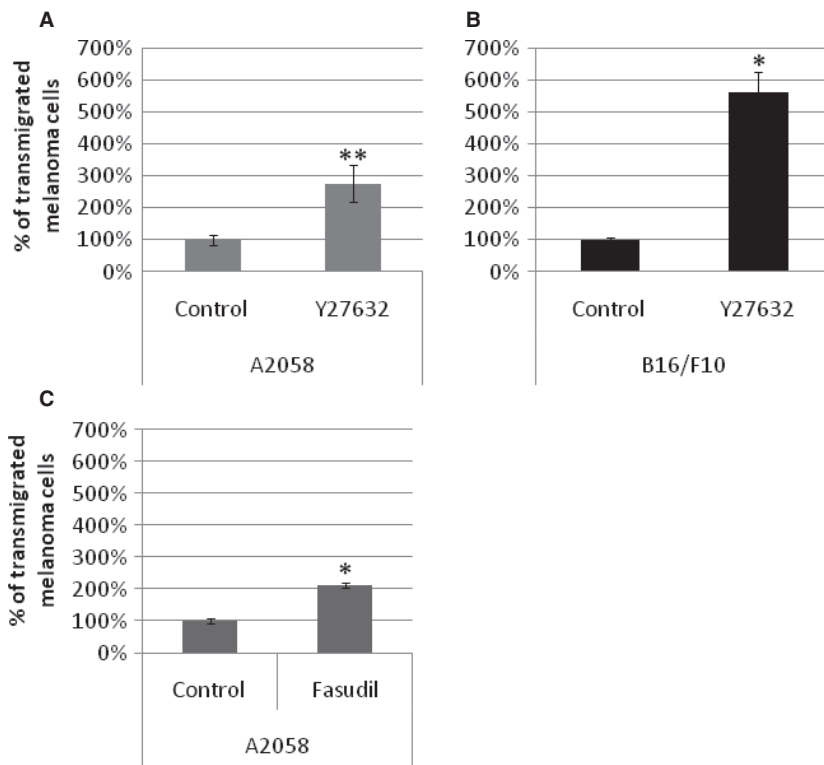 A
% of transmigrated
melanoma cells
700%
600%
500%
400%
300%
200%
100%
0%
**
Control Y27632
A2058
B
700%
600%
500%
400%
300%
200%
100%
0%
*
Control Y27632
B16/F10
C
% of transmigrated
melanoma cells
700%
600%
500%
400%
300%
200%
100%
0%
*
Control Fasudil
A2058